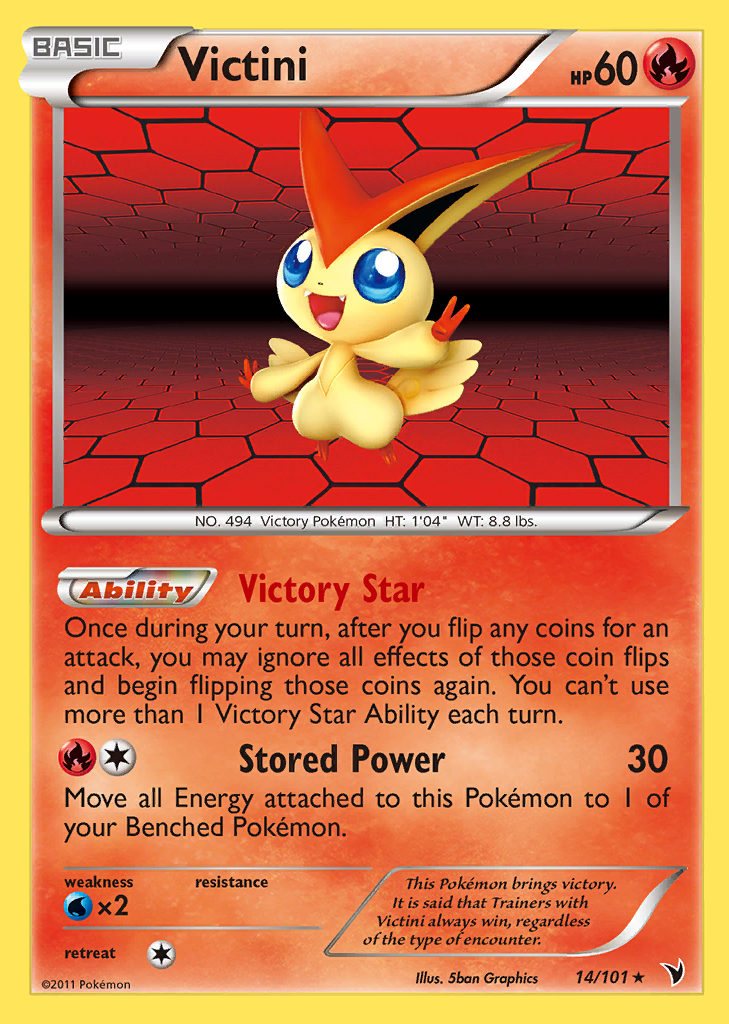 BASIC Victini HP60
NO. 494 Victory Pokémon HT: 1'04" WT: 8.8 lbs.
Ability Victory Star
Once during your turn, after you flip any coins for an
attack, you may ignore all effects of those coin flips
and begin flipping those coins again. You can't use
more than 1 Victory Star Ability each turn.
Stored Power 30
Move all Energy attached to this Pokémon to 1 of
your Benched Pokémon.
weakness resistance
×2
retreat
This Pokémon brings victory.
It is said that Trainers with
Victini always win, regardless
of the type of encounter.
©2011 Pokémon
Illus. 5ban Graphics 14/101 ★